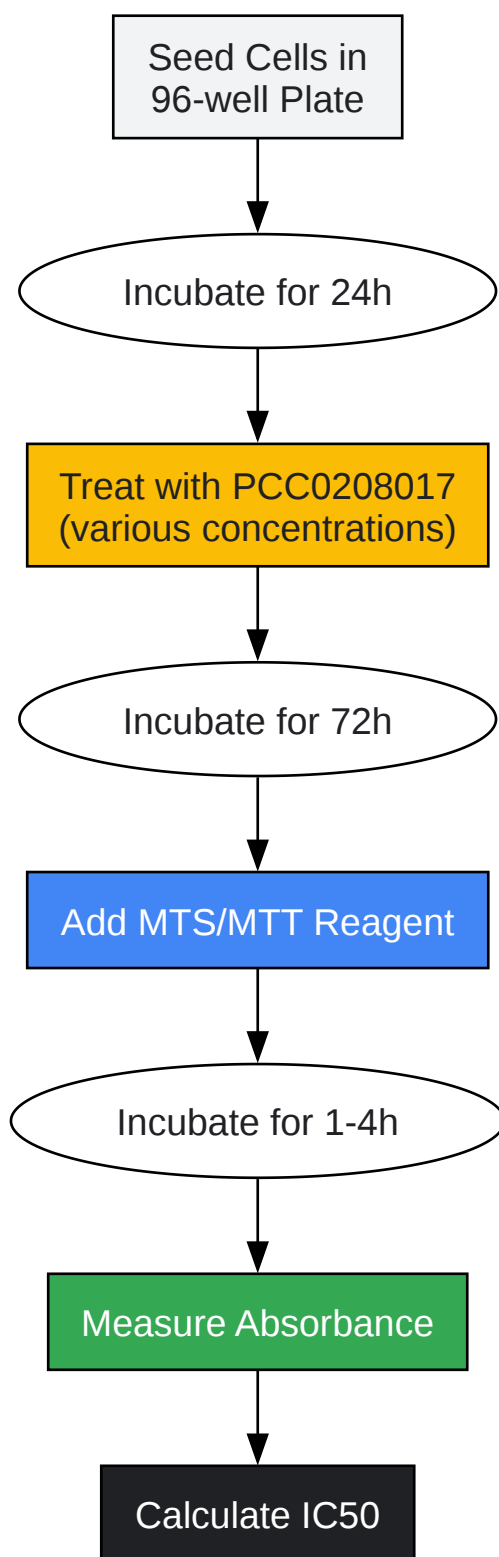 Seed Cells in
96-well Plate
Incubate for 24h
Treat with PCC0208017
(various concentrations)
Incubate for 72h
Add MTS/MTT Reagent
Incubate for 1-4h
Measure Absorbance
Calculate IC50